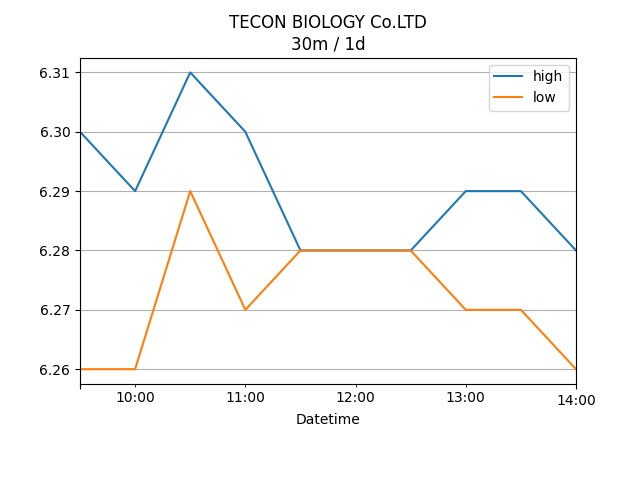 TECON BIOLOGY Co.LTD
30m / 1d
high
low
6.31
6.30
6.29
6.28
6.27
6.26
10:00
11:00
12:00
13:00
14:00
Datetime